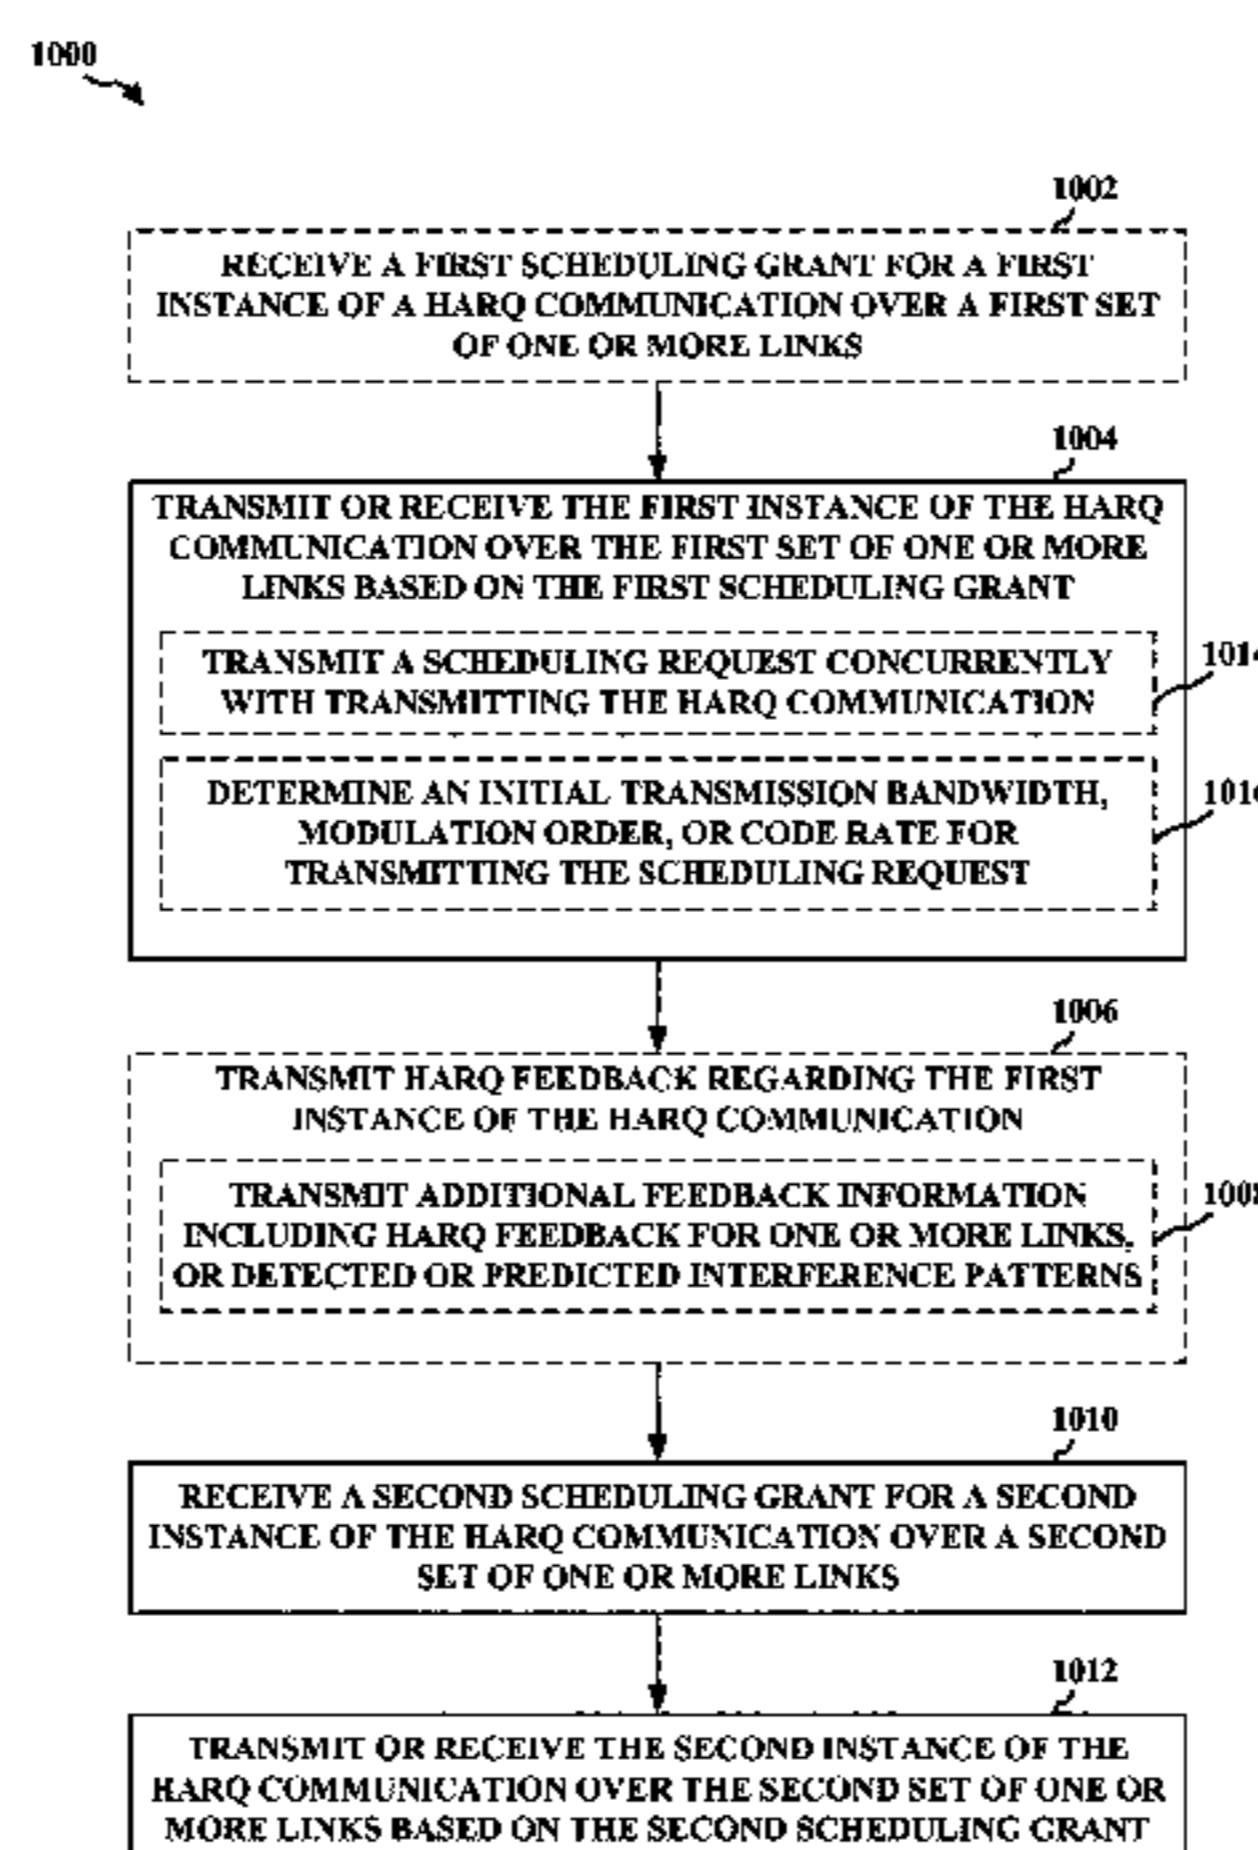 1000
1002
RECEIVE A FIRST SCHEDULING GRANT FOR A FIRST
INSTANCE OF A HARQ COMMUNICATION OVER A FIRST SET
OF ONE OR MORE LINKS
1004
TRANSMIT OR RECEIVE THE FIRST INSTANCE OF THE HARQ
COMMUNICATION OVER THE FIRST SET OF ONE OR MORE
LINKS BASED ON THE FIRST SCHEDULING GRANT
TRANSMIT A SCHEDULING REQUEST CONCURRENTLY
WITH TRANSMITTING THE HARQ COMMUNICATION
1014
DETERMINE AN INITIAL TRANSMISSION BANDWIDTH,
MODULATION ORDER, OR CODE RATE FOR
TRANSMITTING THE SCHEDULING REQUEST
1016
1006
TRANSMIT HARQ FEEDBACK REGARDING THE FIRST
INSTANCE OF THE HARQ COMMUNICATION
TRANSMIT ADDITIONAL FEEDBACK INFORMATION
INCLUDING HARQ FEEDBACK FOR ONE OR MORE LINKS,
OR DETECTED OR PREDICTED INTERFERENCE PATTERNS
1008
1010
RECEIVE A SECOND SCHEDULING GRANT FOR A SECOND
INSTANCE OF THE HARQ COMMUNICATION OVER A SECOND
SET OF ONE OR MORE LINKS
1012
TRANSMIT OR RECEIVE THE SECOND INSTANCE OF THE
HARQ COMMUNICATION OVER THE SECOND SET OF ONE OR
MORE LINKS BASED ON THE SECOND SCHEDULING GRANT